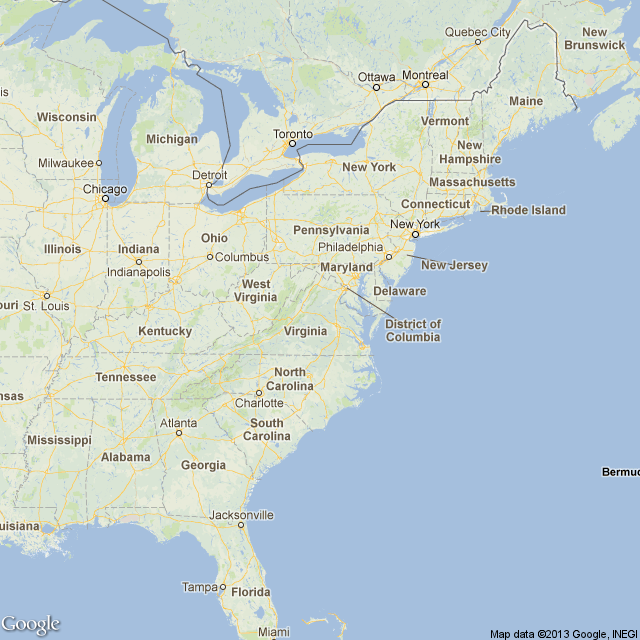 Quebec City
New
Brunswick
Ottawa
Montreal
Maine
Wisconsin
Vermont
Michigan
Toronto
New
Hampshire
Milwaukee
New York
Detroit
Massachusetts
Chicago
Connecticut
Rhode Island
Pennsylvania
New York
Ohio
Illinois
Indiana
Philadelphia
Columbus
Indianapolis
Maryland
New Jersey
West
Virginia
Delaware
St. Louis
District of
Columbia
Kentucky
Virginia
Tennessee
North
Carolina
Charlotte
Atlanta
South
Carolina
Mississippi
Alabama
Georgia
Bermud
Jacksonville
uisiana
Tampa
Florida
Google
Miami
Map data ©2013 Google, INEGI